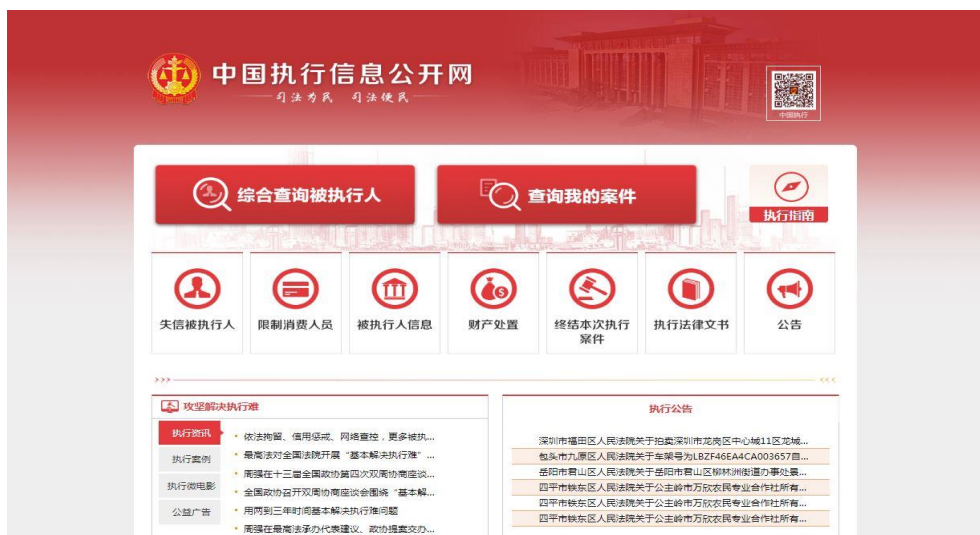 中国执行信息公开网
司法为民 司法便民
中国执行
综合查询被执行人
查询我的案件
执行指南
失信被执行人
限制消费人员
被执行人信息
财产处置
终结本次执行
案件
执行法律文书
公告
>>>
<<<
攻坚解决执行难
执行资讯
执行案例
执行微电影
公益广告
依法拘留、信用惩戒、网络查控，更多被执...
最高法对全国法院开展“基本解决执行难”...
周强在十三届全国政协第四次双周协商座谈...
全国政协召开双周协商座谈会围绕“基本解...
用两到三年时间基本解决执行难问题
周强在最高法承办代表建议、政协提案交办...
执行公告
深圳市福田区人民法院关于拍卖深圳市龙岗区中心城11区龙城...
包头市九原区人民法院关于车架号为LBZF46EA4CA003657自...
岳阳市君山区人民法院关于岳阳市君山区柳林洲街道办事处景...
四平市铁东区人民法院关于公主岭市万欣农民专业合作社所有...
四平市铁东区人民法院关于公主岭市万欣农民专业合作社所有...
四平市铁东区人民法院关于公主岭市万欣农民专业合作社所有...